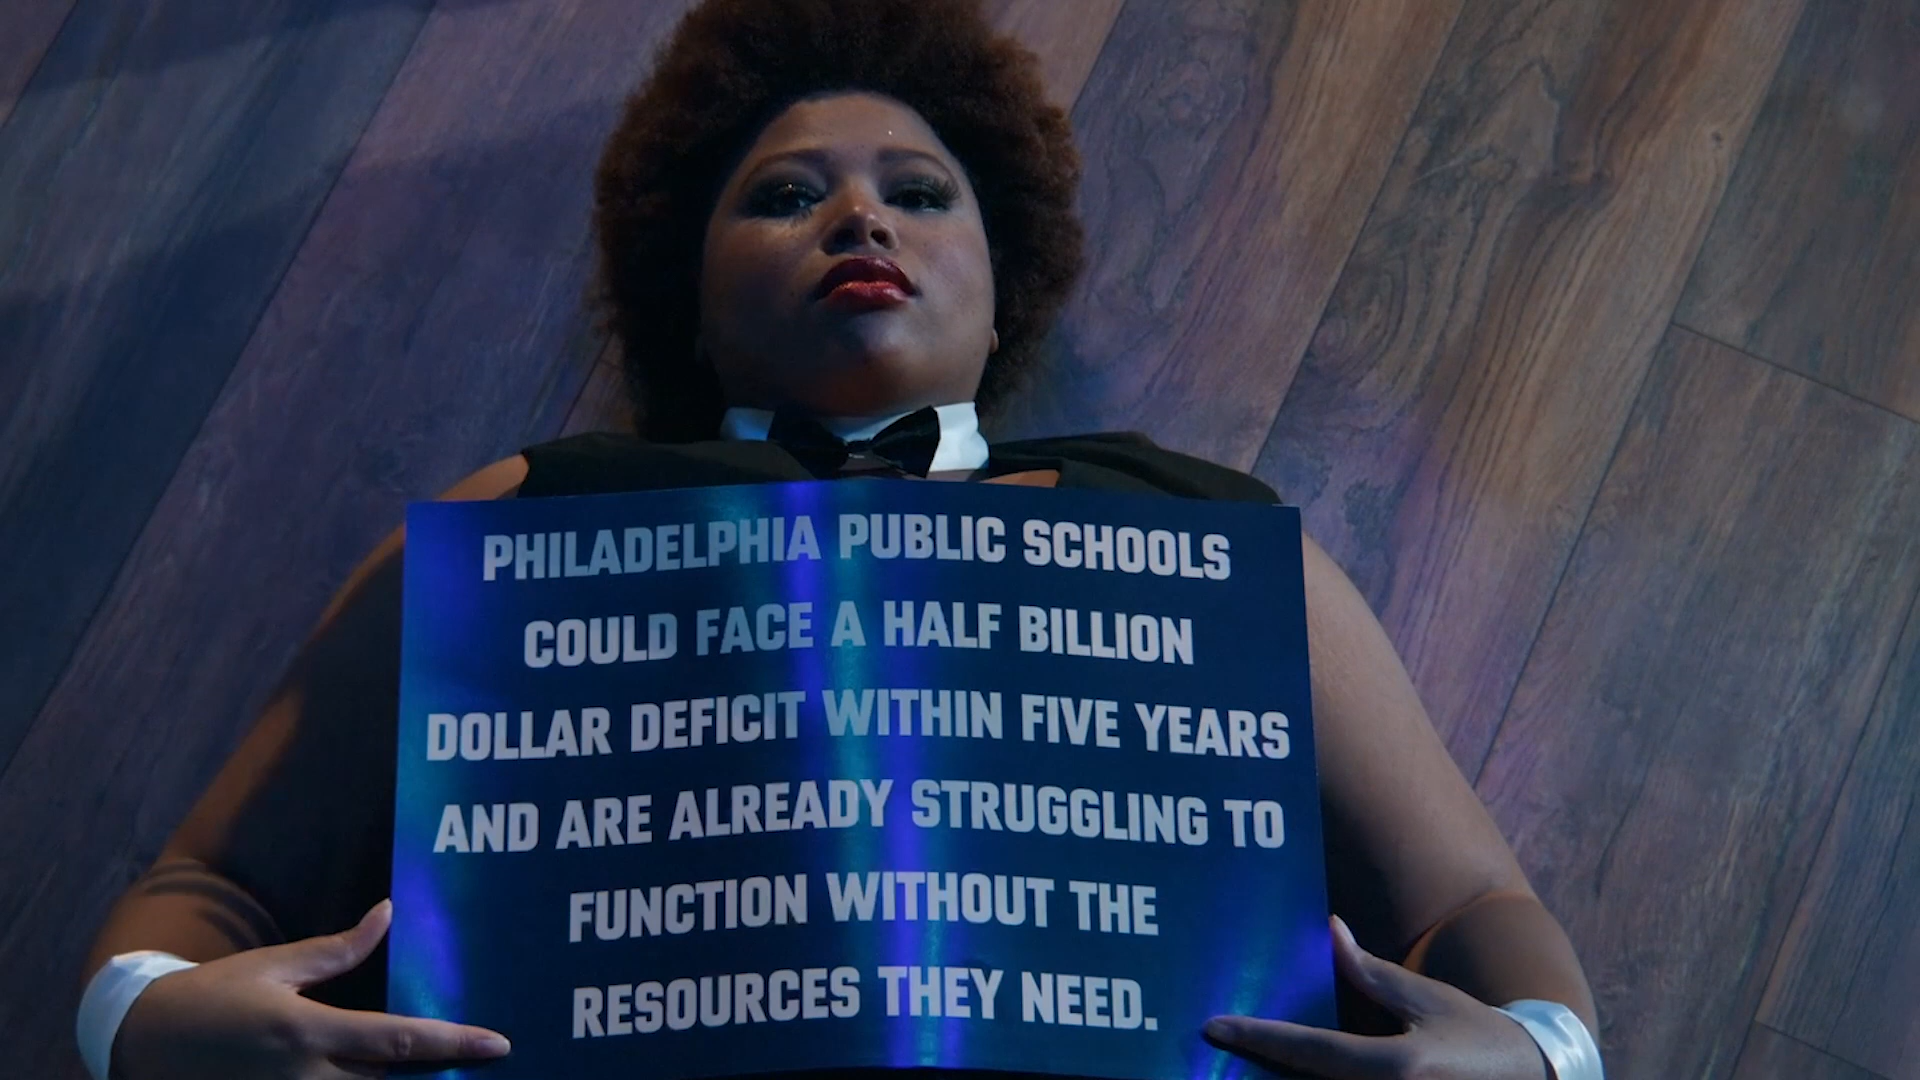 PHILADELPHIA PUBLIC SCHOOLS
COULD FACE A HALF BILLION
DOLLAR DEFICIT WITHIN FIVE YEARS
AND ARE ALREADY STRUGGLING TO
FUNCTION WITHOUT THE
RESOURCES THEY NEED.